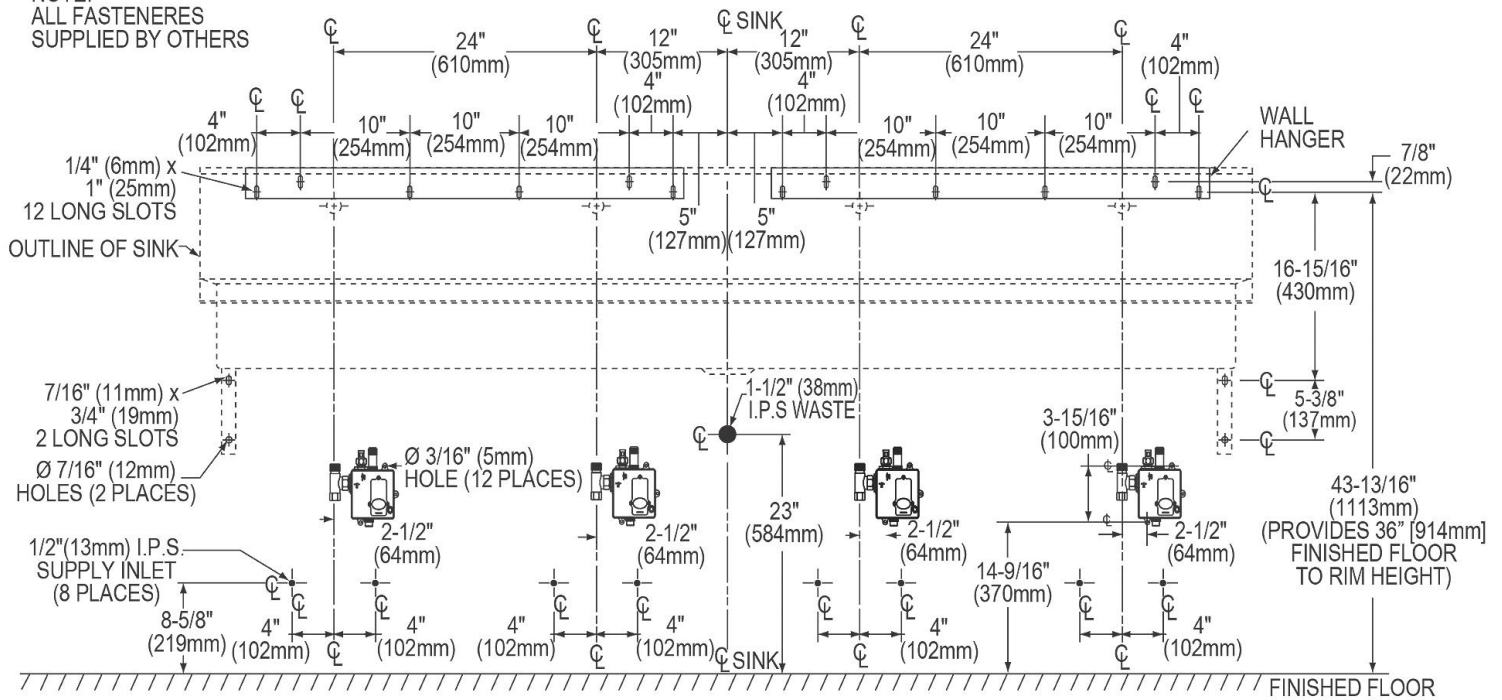 ALL FASTENERES
SUPPLIED BY OTHERS
℄
24"
(610mm)
℄
12"
(305mm)
℄ SINK
12"
(305mm)
℄
24"
(610mm)
℄
4"
(102mm)
4"
(102mm)
4"
(102mm)
4"
(102mm)
℄
℄
10"
(254mm)
10"
(254mm)
10"
(254mm)
10"
(254mm)
10"
(254mm)
10"
(254mm)
℄
℄
WALL
HANGER
7/8"
(22mm)
℄
1/4" (6mm) x
1" (25mm)
12 LONG SLOTS
5"
(127mm)
5"
(127mm)
OUTLINE OF SINK
16-15/16"
(430mm)
7/16" (11mm) x
3/4" (19mm)
2 LONG SLOTS
1-1/2" (38mm)
I.P.S WASTE
℄
℄
5-3/8"
(137mm)
℄
3-15/16"
(100mm)
Ø 7/16" (12mm)
HOLES (2 PLACES)
Ø 3/16" (5mm)
HOLE (12 PLACES)
℄
℄
43-13/16"
(1113mm)
(PROVIDES 36" [914mm]
FINISHED FLOOR
TO RIM HEIGHT)
23"
(584mm)
2-1/2"
(64mm)
2-1/2"
(64mm)
2-1/2"
(64mm)
2-1/2"
(64mm)
1/2"(13mm) I.P.S.
SUPPLY INLET
(8 PLACES)
14-9/16"
(370mm)
℄
℄
℄
℄
℄
℄
℄
℄
℄
8-5/8"
(219mm)
4"
(102mm)
4"
(102mm)
4"
(102mm)
4"
(102mm)
4"
(102mm)
4"
(102mm)
℄
℄
℄ SINK
℄
℄
FINISHED FLOOR